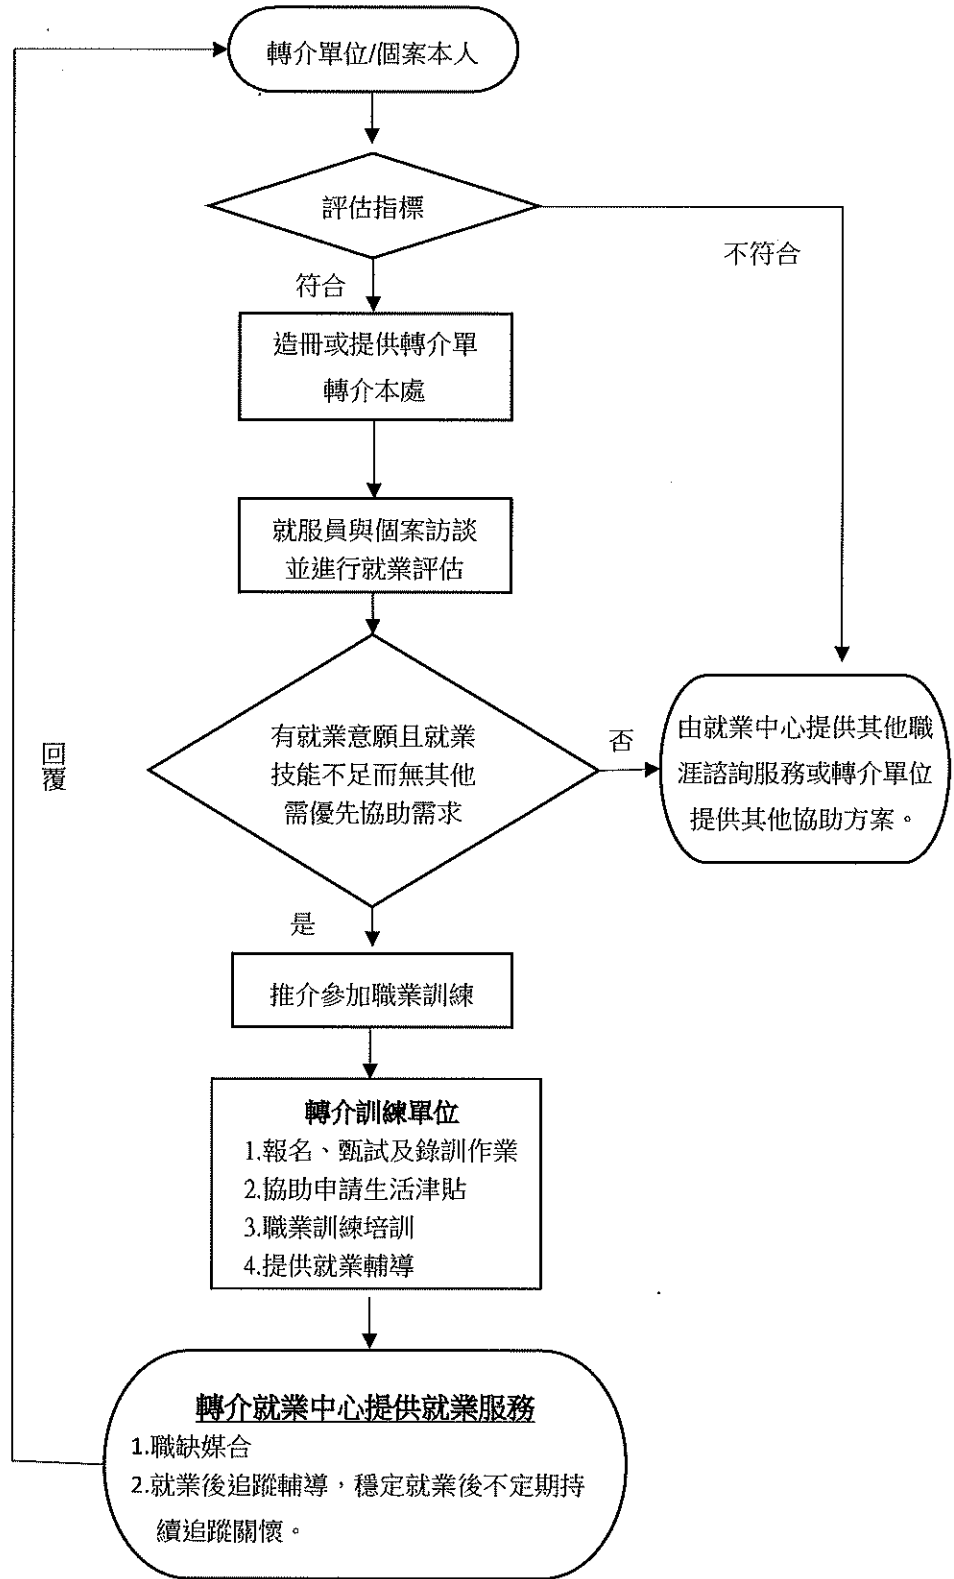 轉介單位/個案本人
評估指標
不符合
符合
造冊或提供轉介單
轉介本處
就服員與個案訪談
並進行就業評估
有就業意願且就業
技能不足而無其他
需優先協助需求
否
由就業中心提供其他職
涯諮詢服務或轉介單位
提供其他協助方案。
回覆
是
推介參加職業訓練
轉介訓練單位
1.報名、甄試及錄訓作業
2.協助申請生活津貼
3.職業訓練培訓
4.提供就業輔導
轉介就業中心提供就業服務
1.職缺媒合
2.就業後追蹤輔導，穩定就業後不定期持
續追蹤關懷。